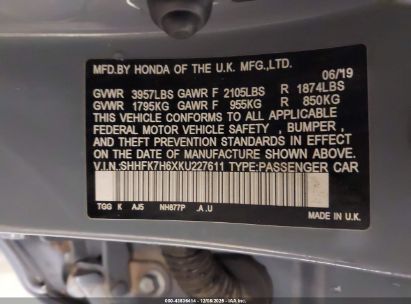 MFD.BY HONDA OF THE U.K. MFG.,LTD.
06/19
GVWR 3957LBS GAWR F 2105LBS R 1874LBS
GVWR 1795KG GAWR F 955KG R 850KG
THIS VEHICLE CONFORMS TO ALL APPLICABLE
FEDERAL MOTOR VEHICLE SAFETY , BUMPER ,
AND THEFT PREVENTION STANDARDS IN EFFECT
ON THE DATE OF MANUFACTURE SHOWN ABOVE.
V.I.N.:SHHFK7H6XKU227611 TYPE:PASSENGER CAR
TGG K AJ5 NH877P .A .U
MADE IN U.K.